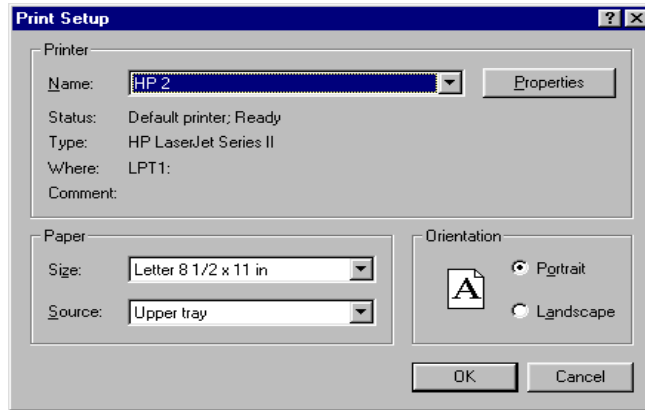 Print Setup
Printer
Name: HP 2 Properties
Status: Default printer; Ready
Type: HP LaserJet Series II
Where: LPT1:
Comment:
Paper
Size: Letter 8 1/2 x 11 in
Source: Upper tray
Orientation
A
Portrait
Landscape
OK Cancel